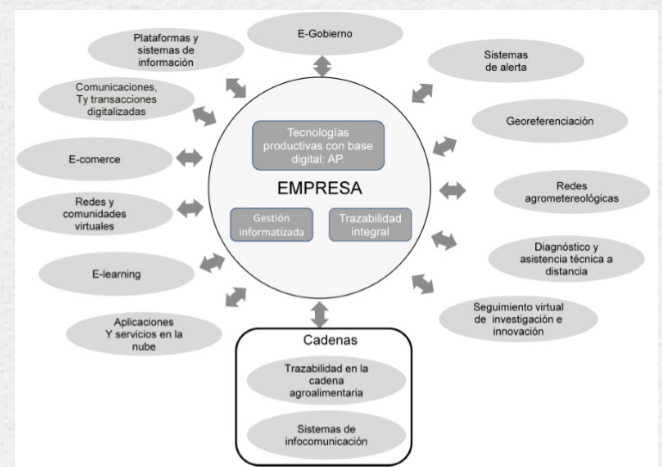 E-Gobierno
Plataformas y
sistemas de
información
Sistemas
de alerta
Comunicaciones,
Ty transacciones
digitalizadas
Georeferenciación
Tecnologías
productivas con base
digital: AP.
E-comerce
EMPRESA
Redes
agrometereológicas
Redes y
comunidades
virtuales
Gestión
informatizada
Trazabilidad
integral
Diagnóstico y
asistencia técnica a
distancia
E-learning
Seguimiento virtual
de investigación e
innovación
Aplicaciones
Y servicios en la
nube
Cadenas
Trazabilidad en la
cadena
agroalimentaria
Sistemas de
infocomunicación